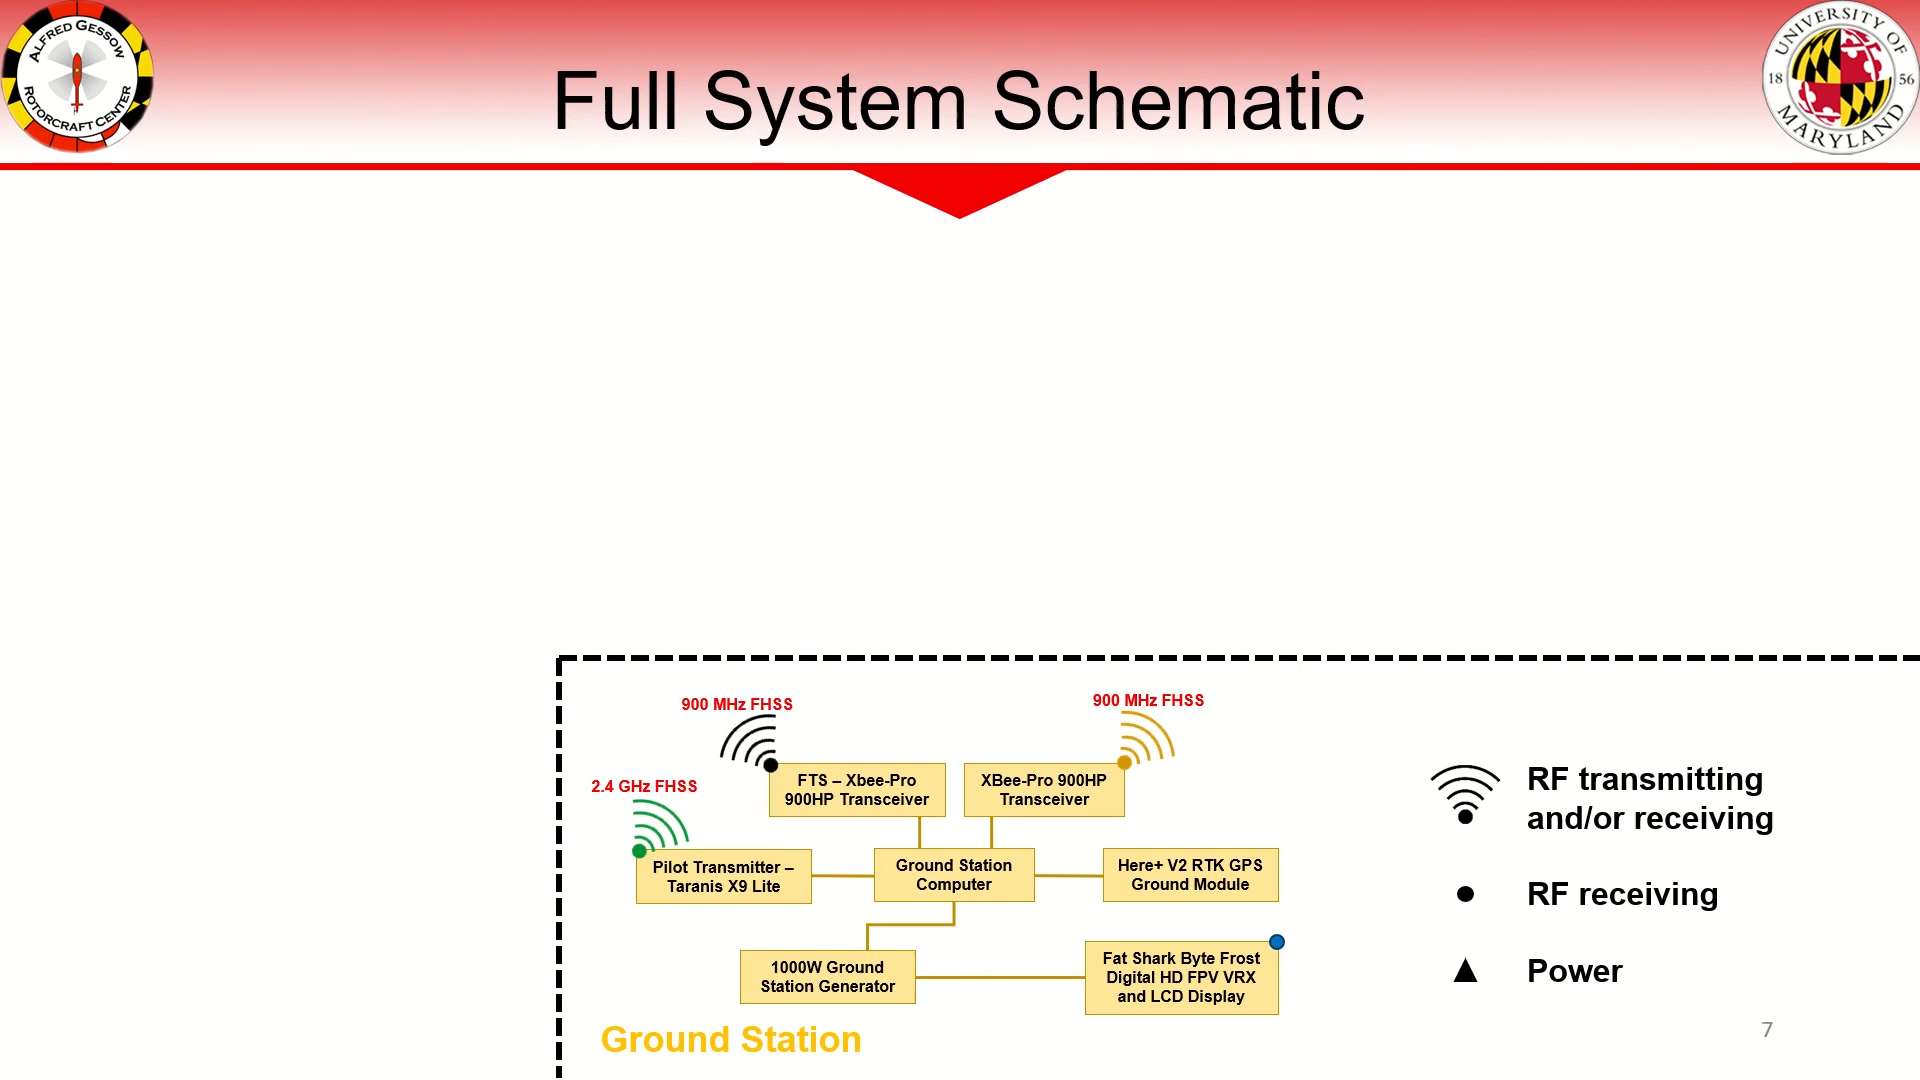 ALFRED GESSOW
ROTORCRAFT CENTER
Full System Schematic
UNIVERSITY OF
18 56
MARYLAND
900 MHz FHSS
900 MHz FHSS
2.4 GHz FHSS
FTS – Xbee-Pro
900HP Transceiver
XBee-Pro 900HP
Transceiver
Pilot Transmitter –
Taranis X9 Lite
Ground Station
Computer
Here+ V2 RTK GPS
Ground Module
1000W Ground
Station Generator
Fat Shark Byte Frost
Digital HD FPV VRX
and LCD Display
Ground Station
RF transmitting
and/or receiving
RF receiving
Power
7